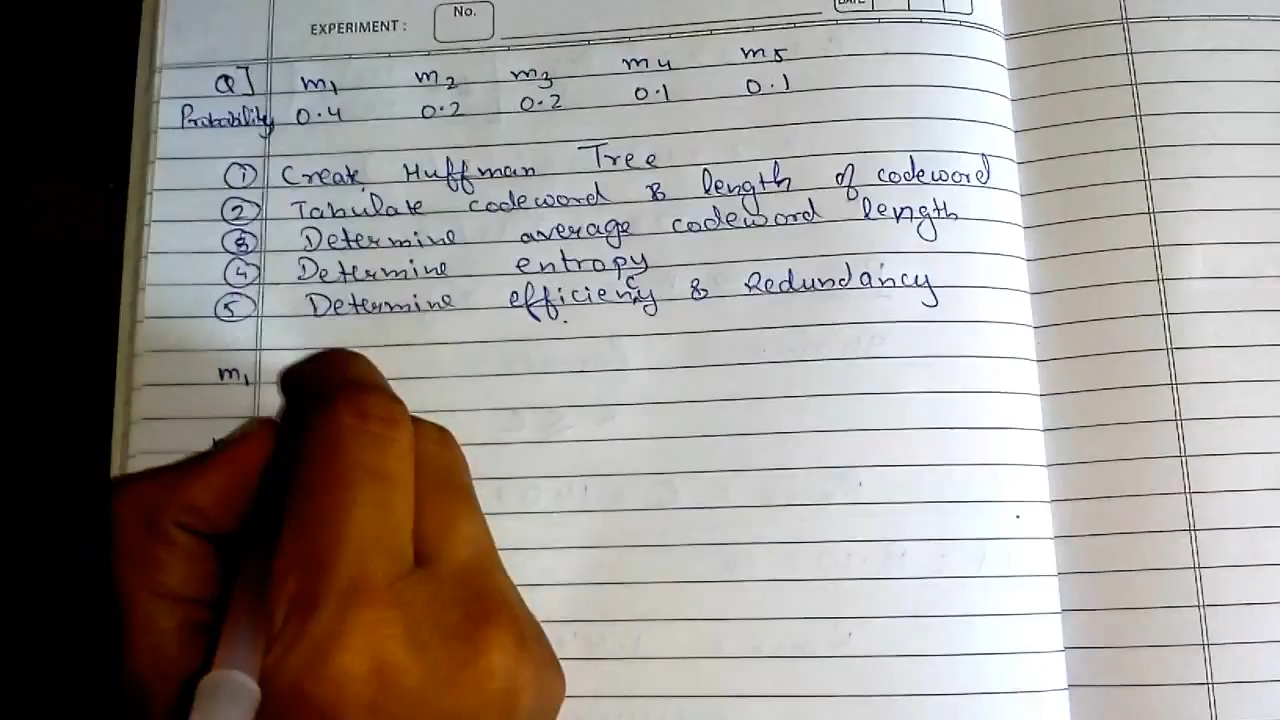 EXPERIMENT : No.
Q] m1 m2 m3 m4 m5
Probability 0.4 0.2 0.2 0.1 0.1
① Create Huffman Tree
② Tabulate codeword & length of codeword
③ Determine average codeword length
④ Determine entropy
⑤ Determine efficiency & Redundancy
m1